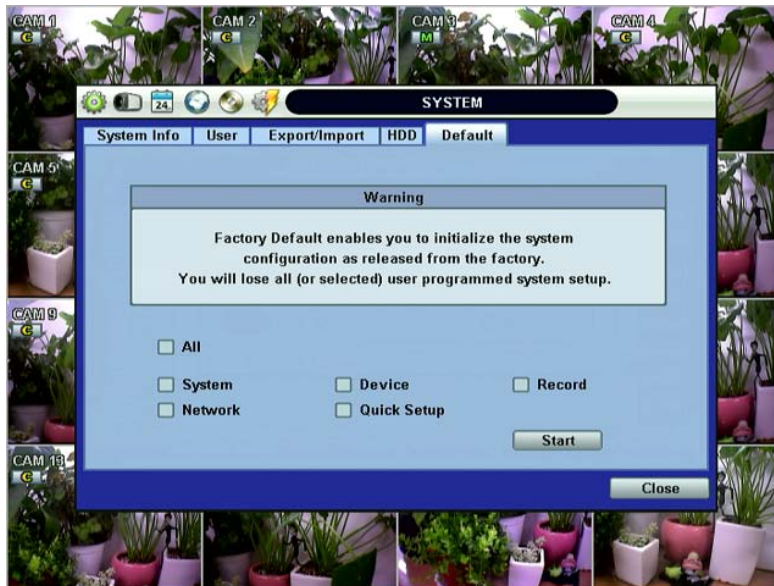 CAM 1
C
CAM 2
C
CAM 3
M
CAM 4
C
24
SYSTEM
System Info
User
Export/Import
HDD
Default
CAM 5
C
Warning
Factory Default enables you to initialize the system
configuration as released from the factory.
You will lose all (or selected) user programmed system setup.
CAM 9
C
All
System
Device
Record
Network
Quick Setup
Start
CAM 13
C
Close